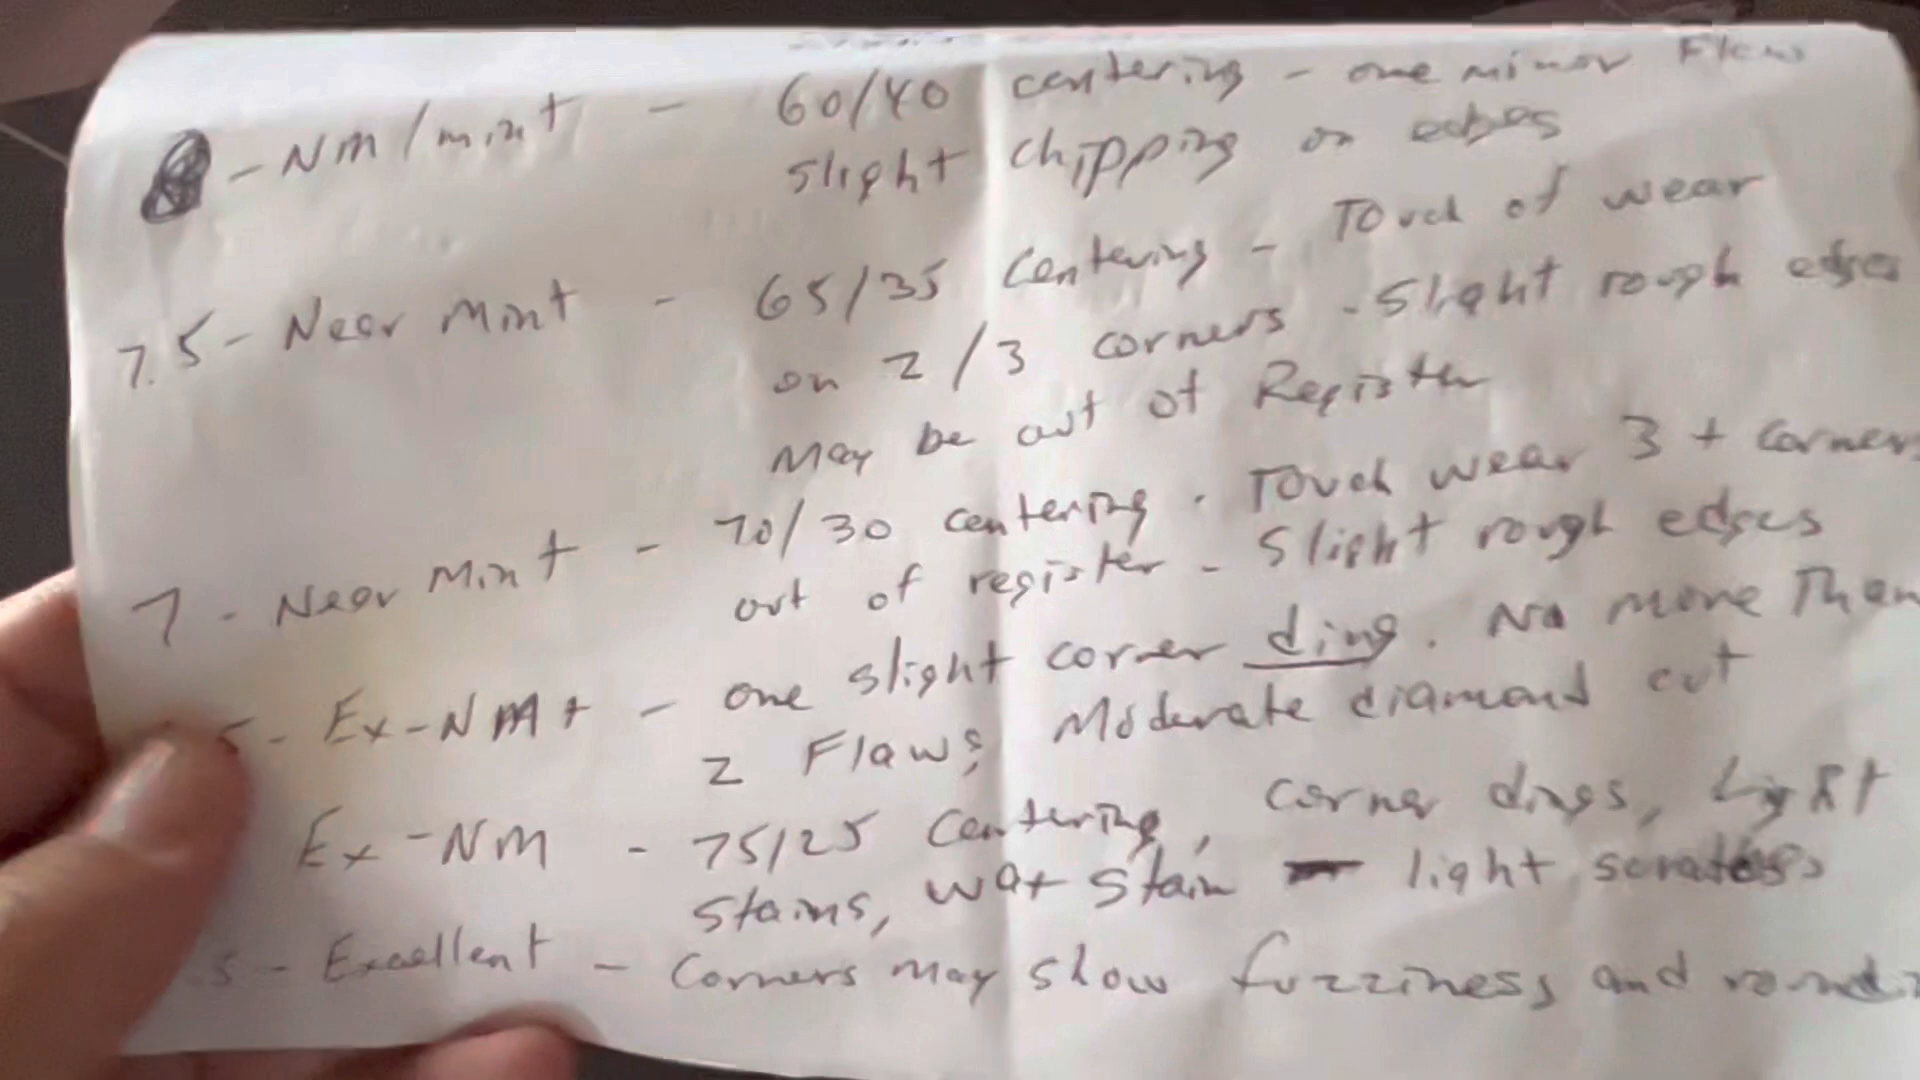 8 - NM/mint - 60/40 centering - one minor Flaw
slight chipping on edges
7.5 - Near Mint - 65/35 Centering - Touch of wear
on 2/3 corners - Slight rough edges
May be out of Register
7 - Near Mint - 70/30 centering. Touch wear 3+ corners
out of register - Slight rough edges
5 - Ex-NM+ - one slight corner ding. No more Than
2 Flaws; Moderate diamond cut
Ex-NM - 75/25 Centering, corner dings, Light
Stains, wax Stain - light scratches
5 - Excellent - Corners may show fuzziness and